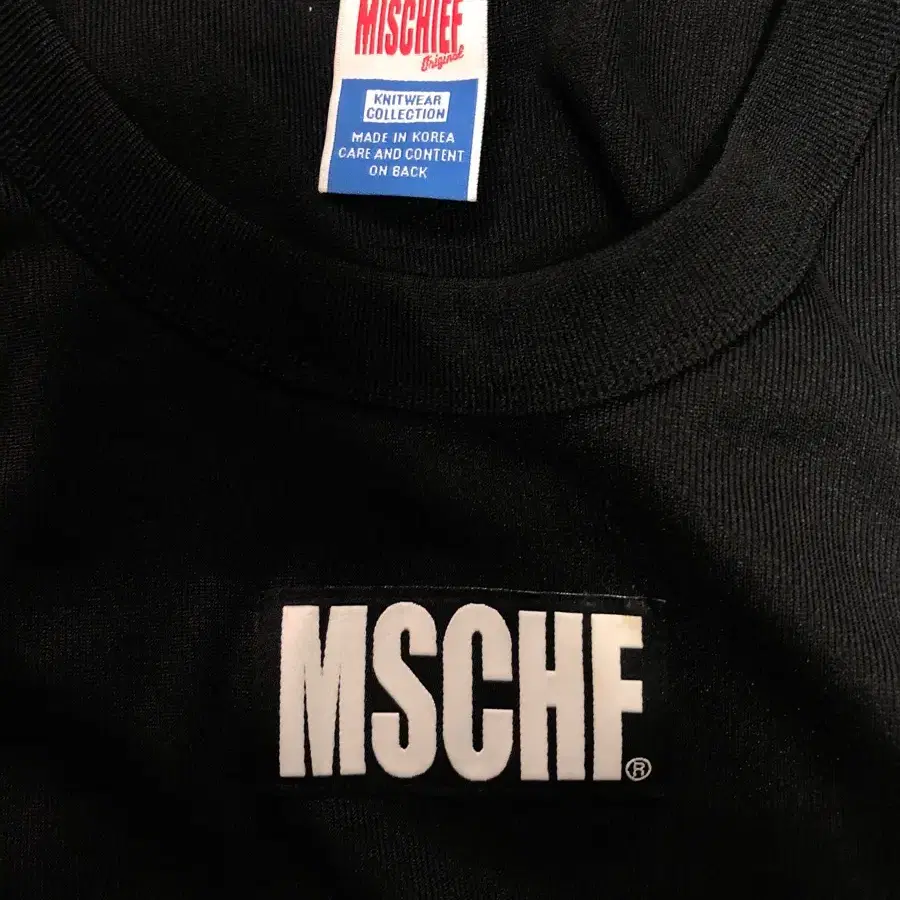 MISCHIEF
Original
KNITWEAR
COLLECTION
MADE IN KOREA
CARE AND CONTENT
ON BACK
MSCHF®